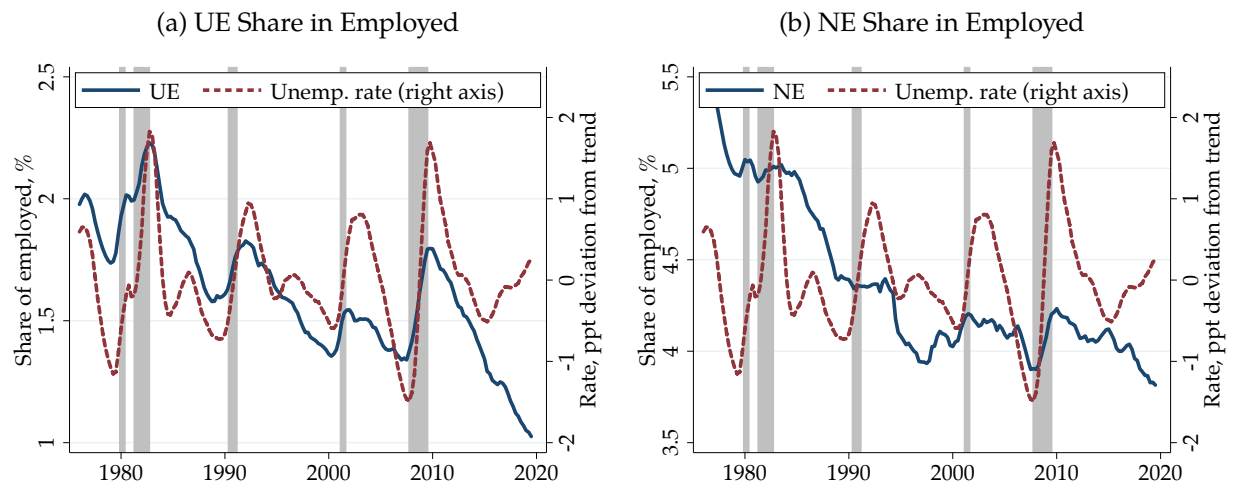 (a) UE Share in Employed
UE
Unemp. rate (right axis)
Share of employed, %
2.5
2
1.5
1
Rate, ppt deviation from trend
2
1
0
-1
-2
1980 1990 2000 2010 2020
(b) NE Share in Employed
NE
Unemp. rate (right axis)
Share of employed, %
5.5
5
4.5
4
3.5
Rate, ppt deviation from trend
2
1
0
-1
-2
1980 1990 2000 2010 2020